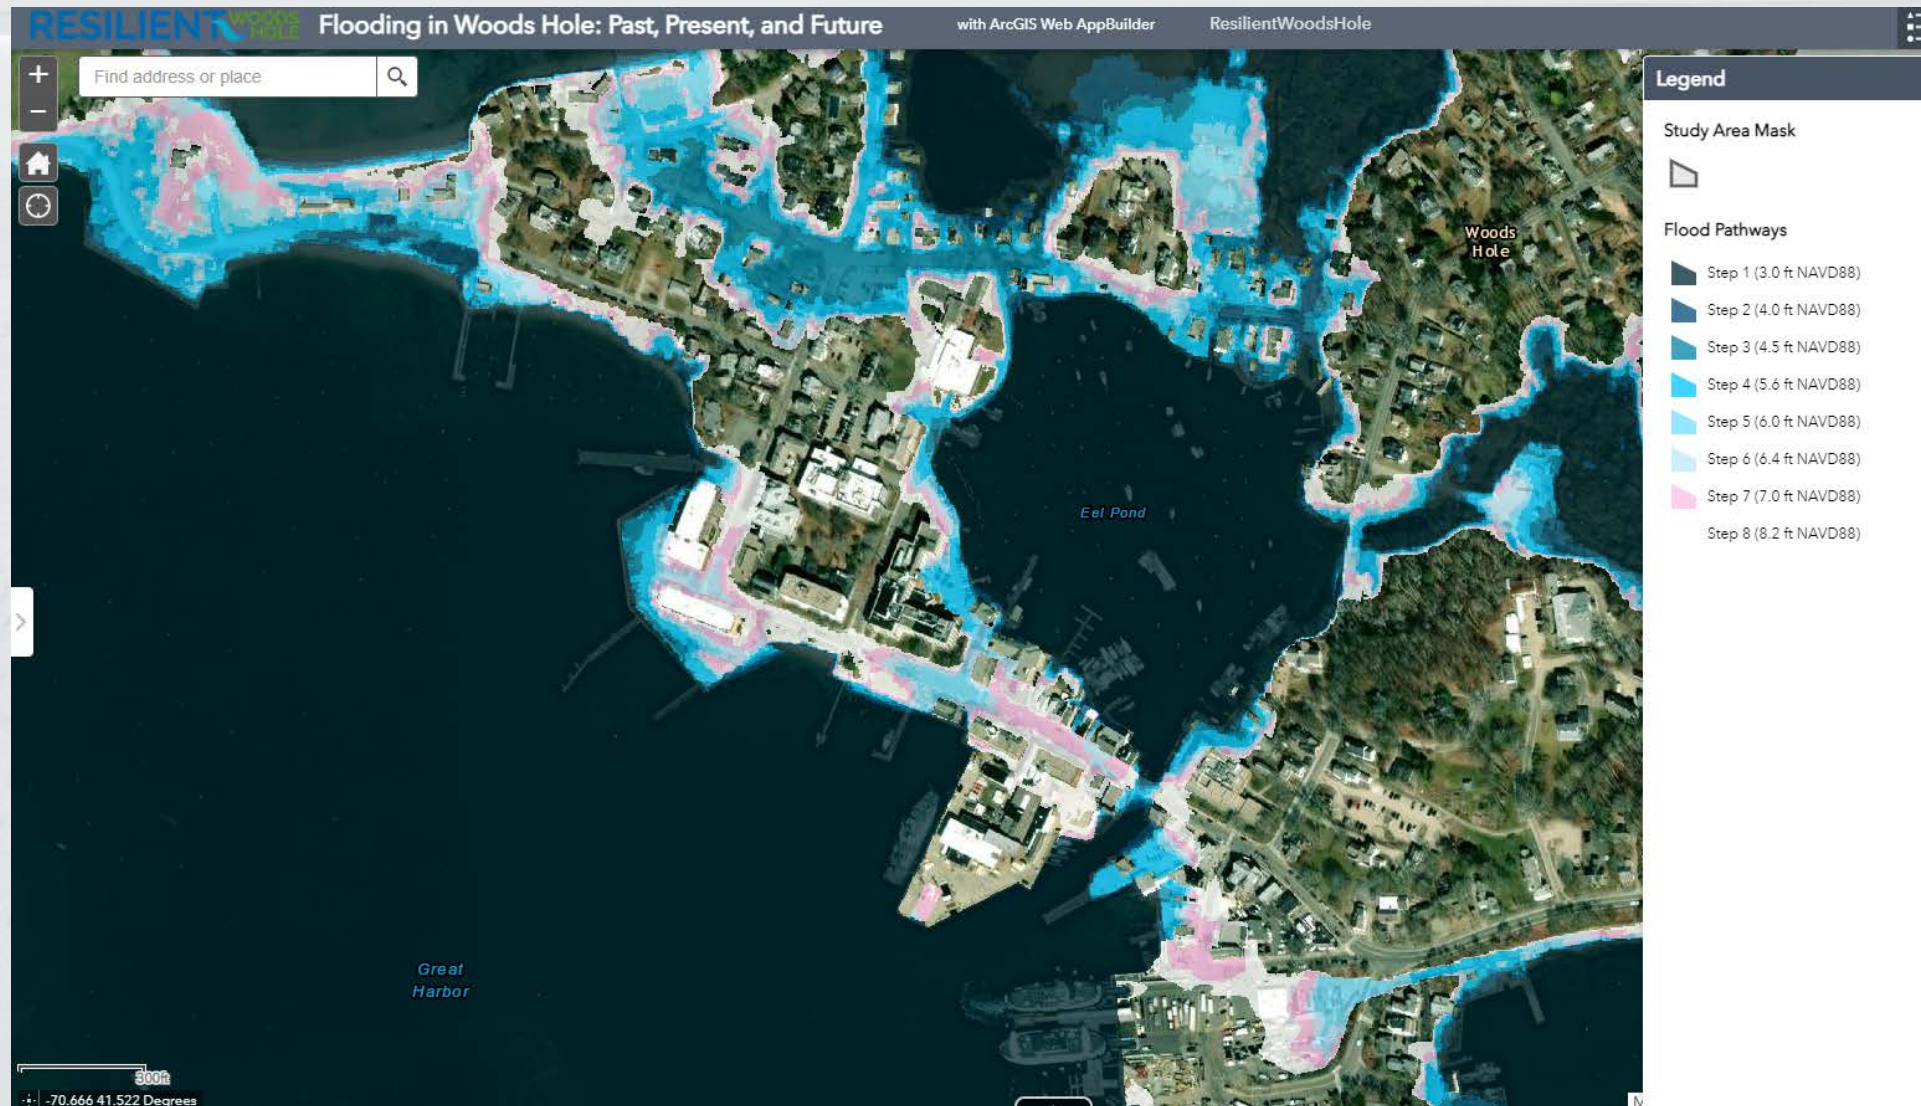 RESILIENT WOODS HOLE
Flooding in Woods Hole: Past, Present, and Future
with ArcGIS Web AppBuilder
ResilientWoodsHole
+
Find address or place
−
Legend
Study Area Mask
Flood Pathways
Step 1 (3.0 ft NAVD88)
Step 2 (4.0 ft NAVD88)
Step 3 (4.5 ft NAVD88)
Step 4 (5.6 ft NAVD88)
Step 5 (6.0 ft NAVD88)
Step 6 (6.4 ft NAVD88)
Step 7 (7.0 ft NAVD88)
Step 8 (8.2 ft NAVD88)
Woods
Hole
Eel Pond
Great
Harbor
300ft
-70.666 41.522 Degrees
M